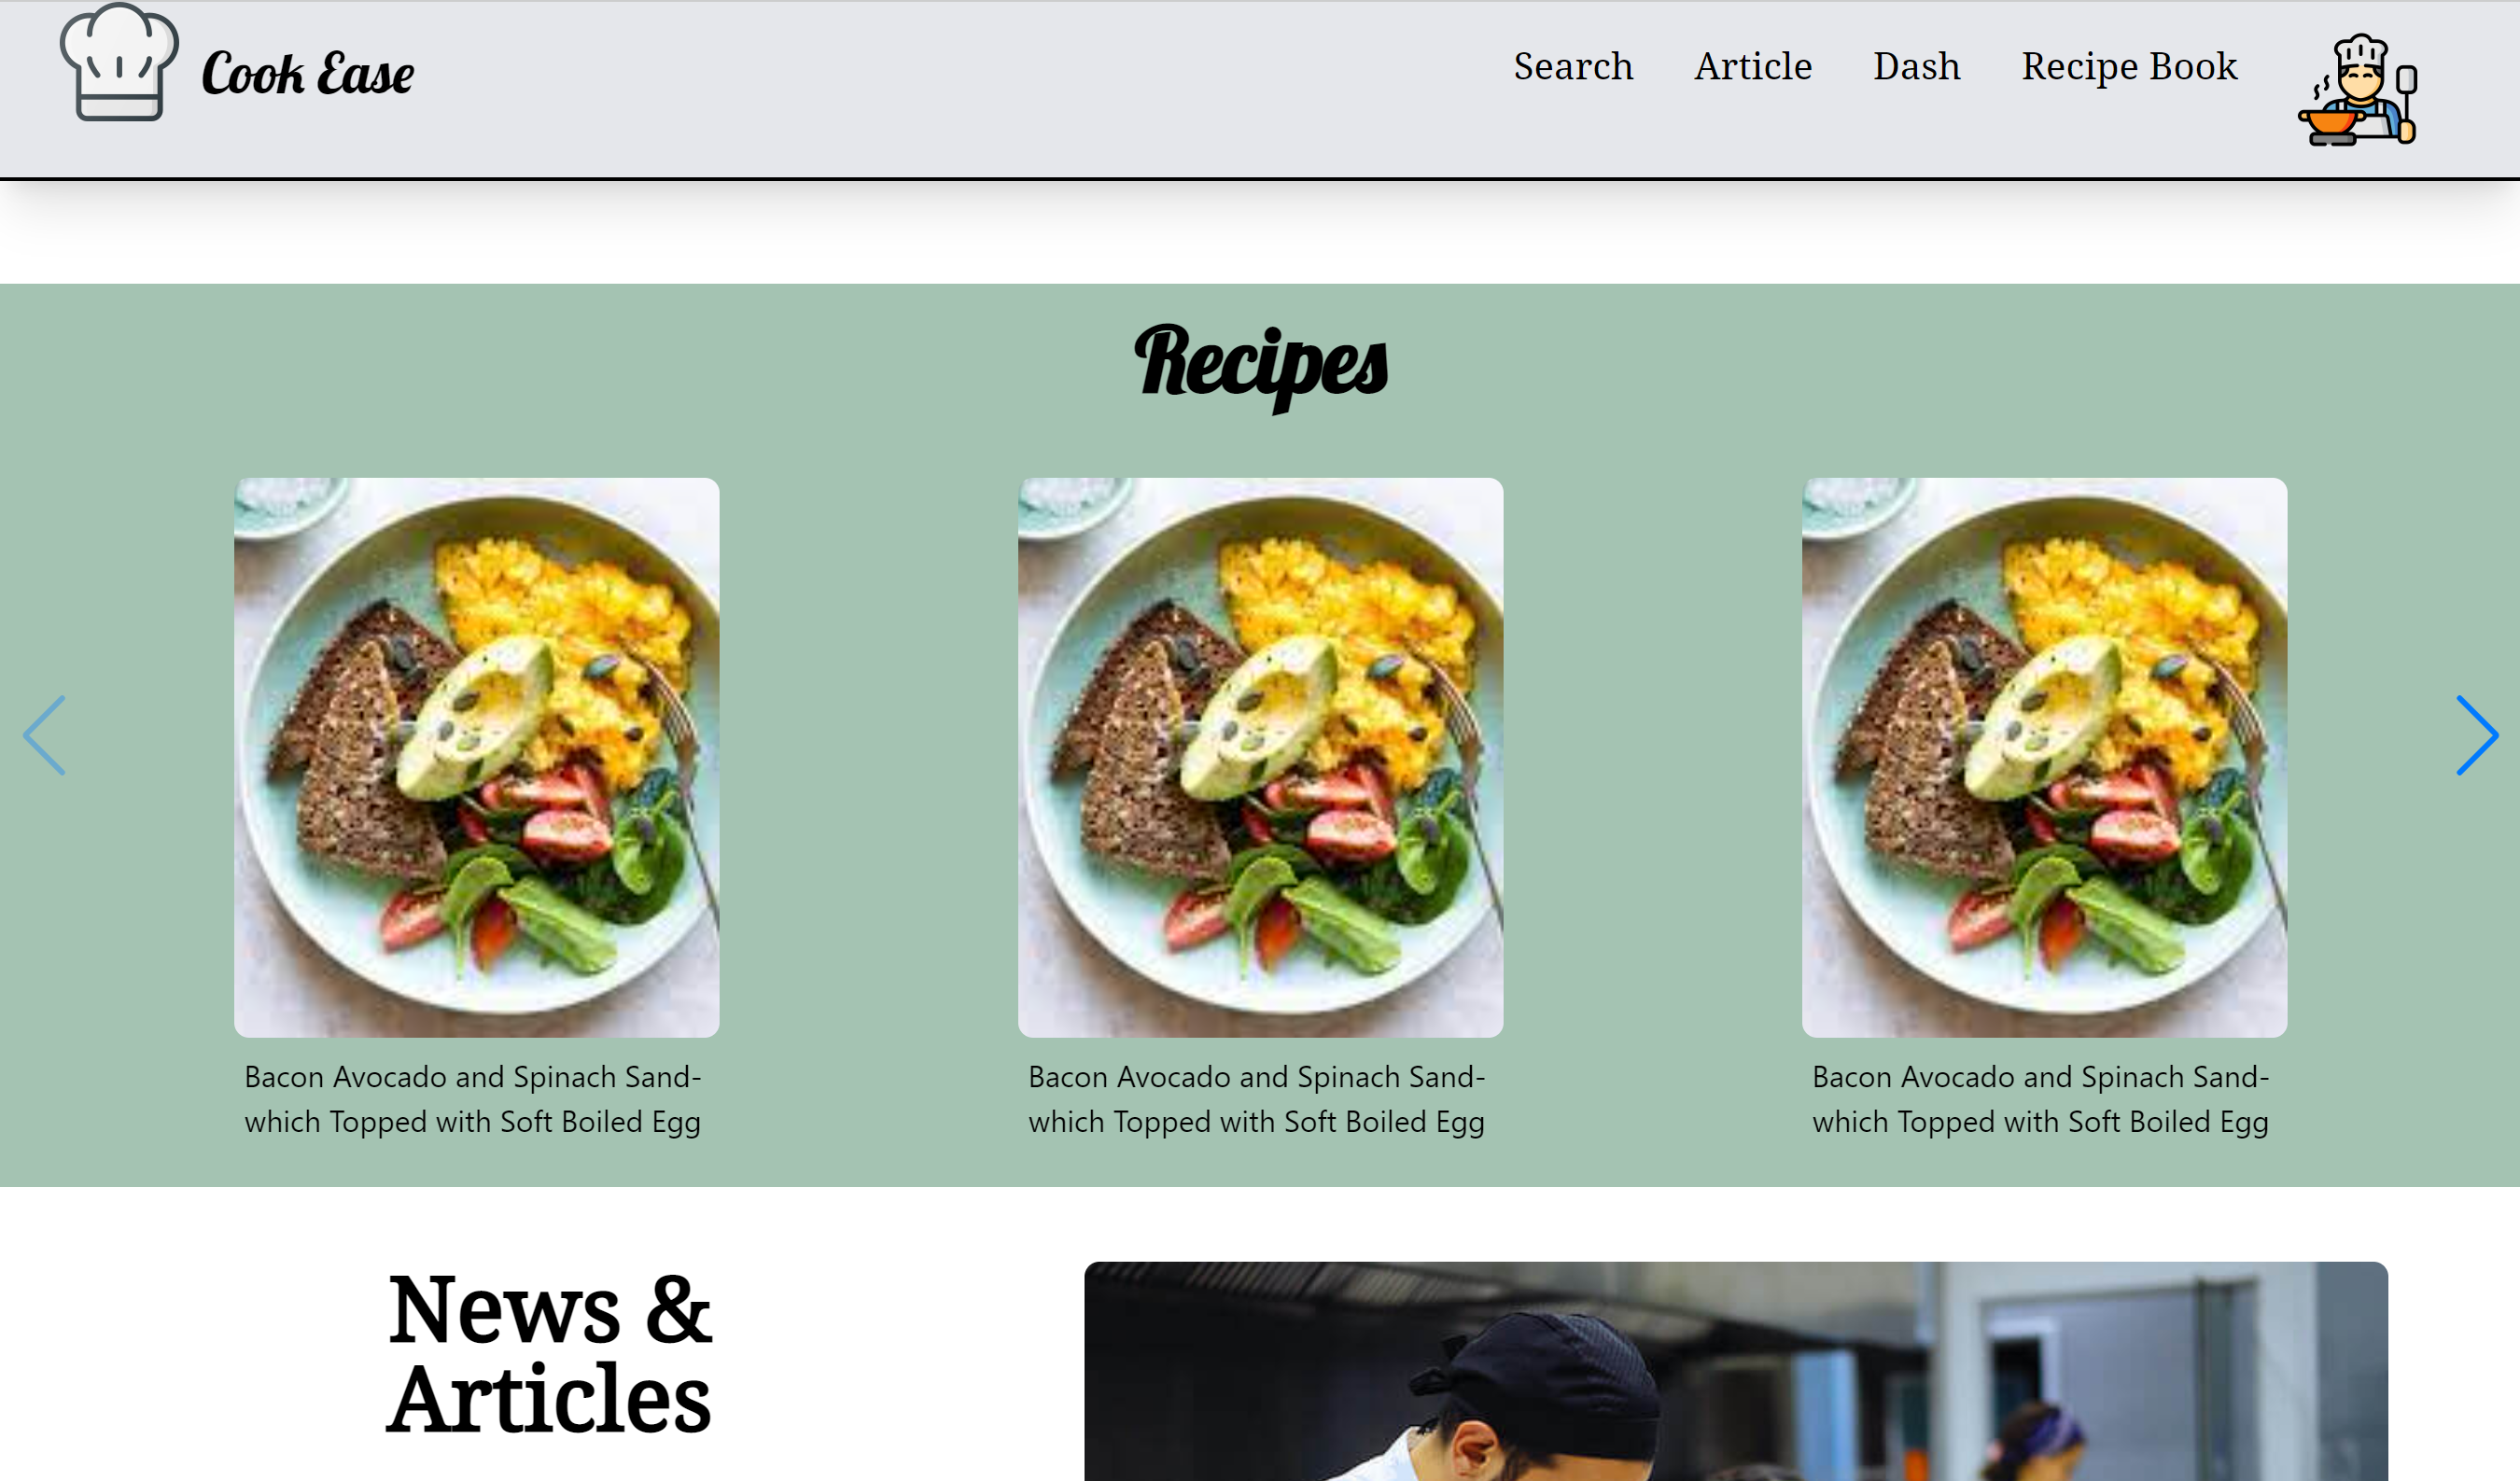 Cook Ease
Search Article Dash Recipe Book
Recipes
Bacon Avocado and Spinach Sand-
which Topped with Soft Boiled Egg
Bacon Avocado and Spinach Sand-
which Topped with Soft Boiled Egg
Bacon Avocado and Spinach Sand-
which Topped with Soft Boiled Egg
News &
Articles